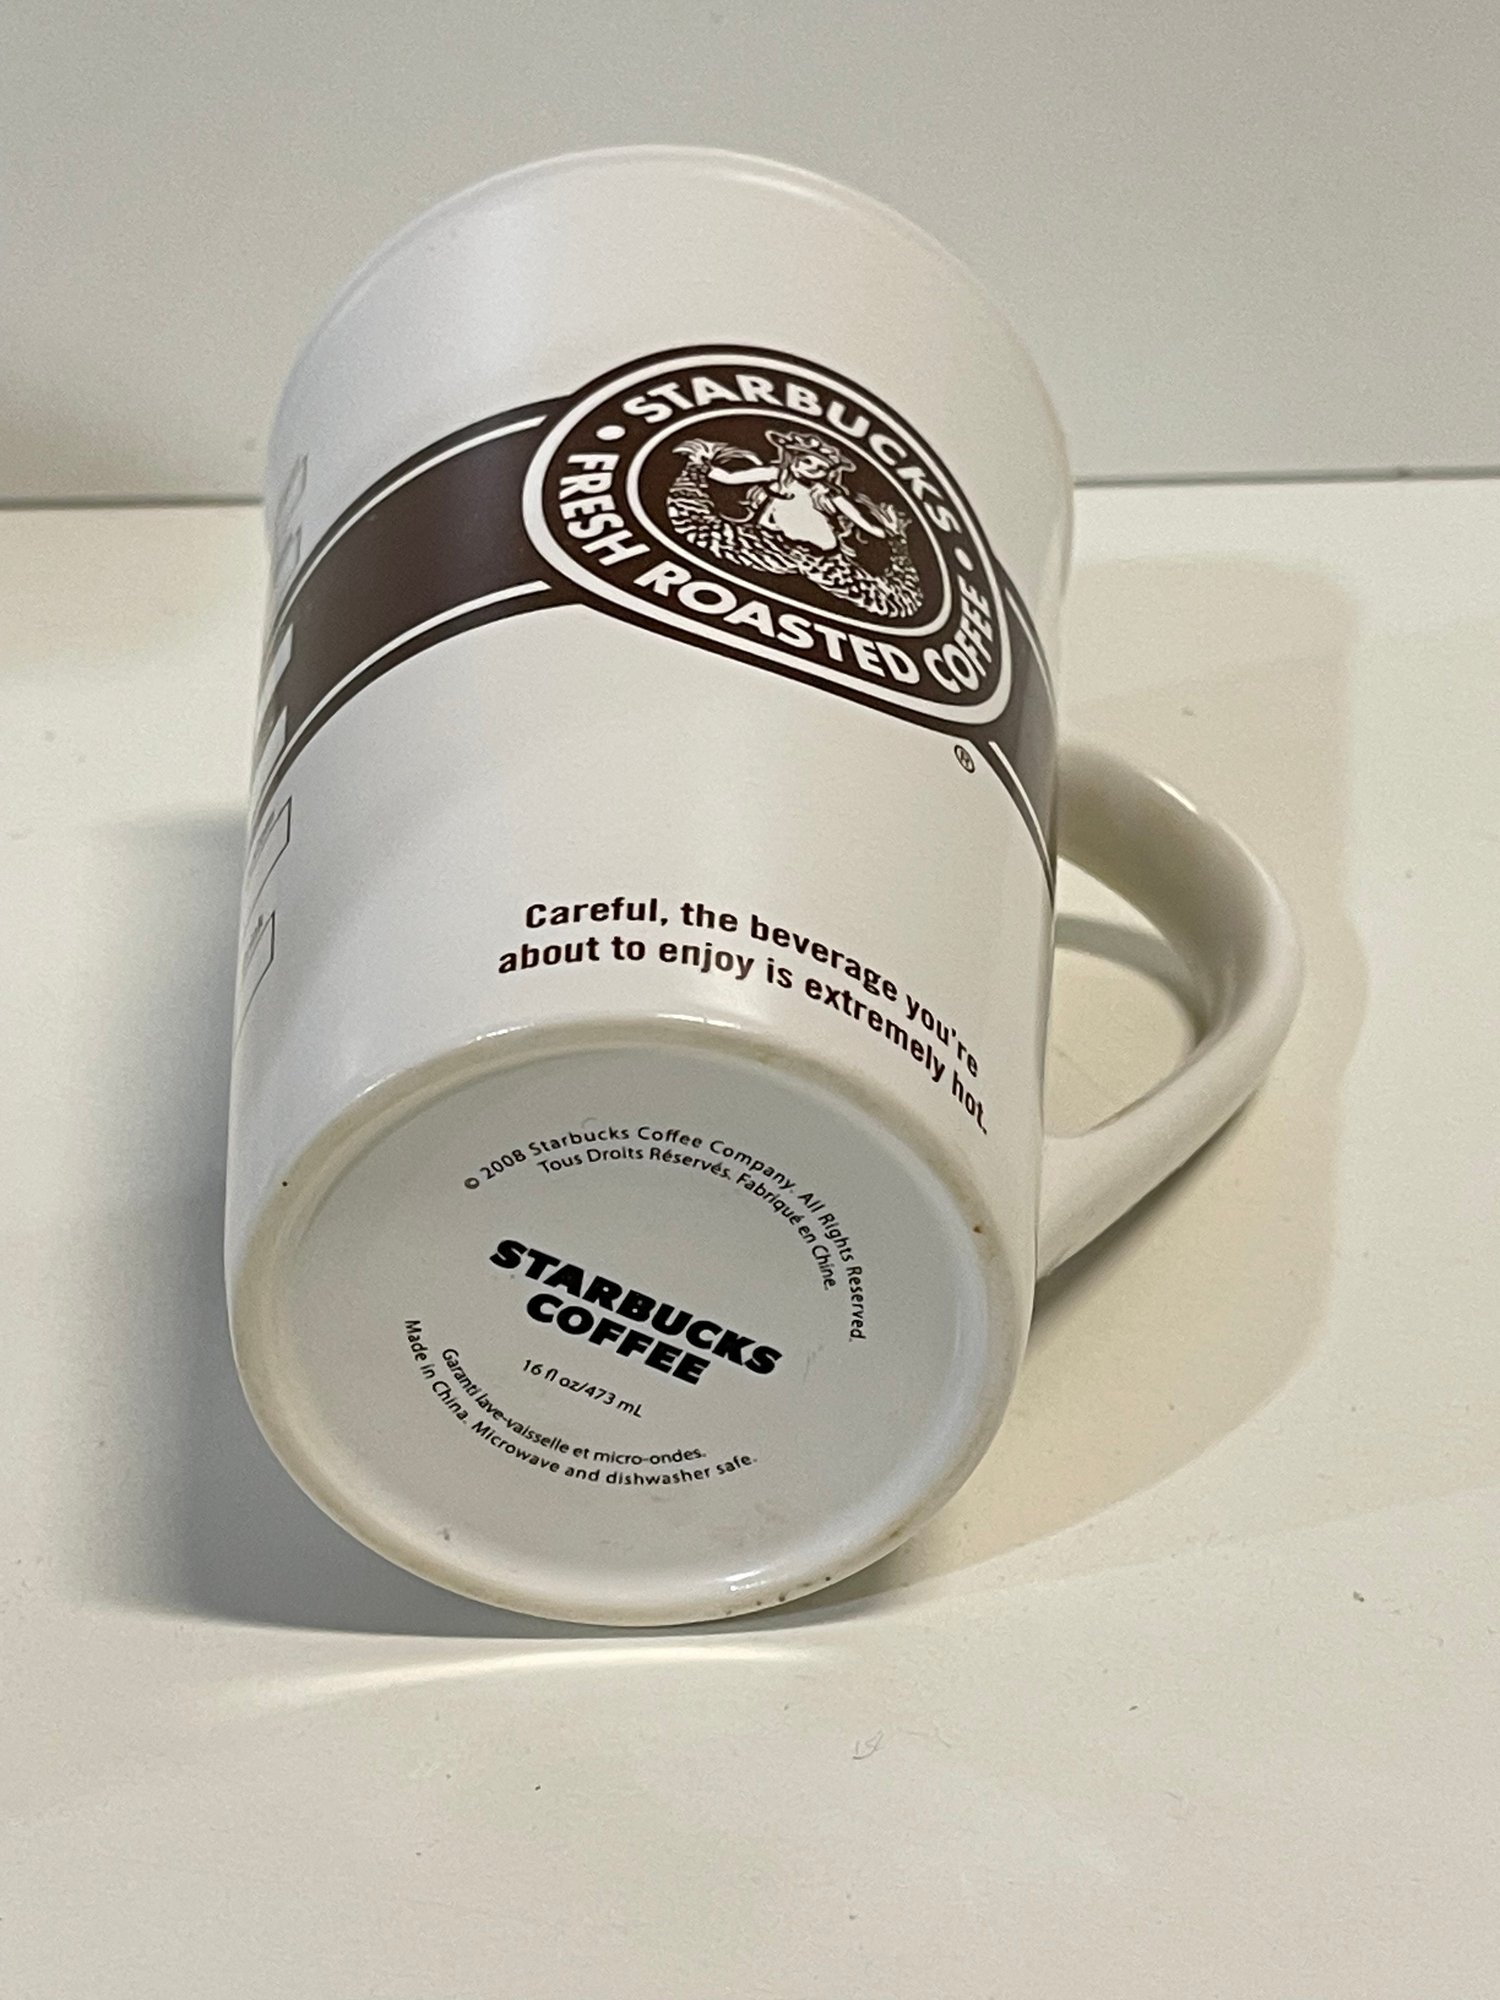 STARBUCKS
FRESH ROASTED COFFEE
®
Careful, the beverage you're
about to enjoy is extremely hot.
© 2008 Starbucks Coffee Company. All Rights Reserved.
Tous Droits Réservés. Fabriqué en Chine.
STARBUCKS
COFFEE
16 fl oz/473 mL
Garanti lave-vaisselle et micro-ondes.
Made in China. Microwave and dishwasher safe.